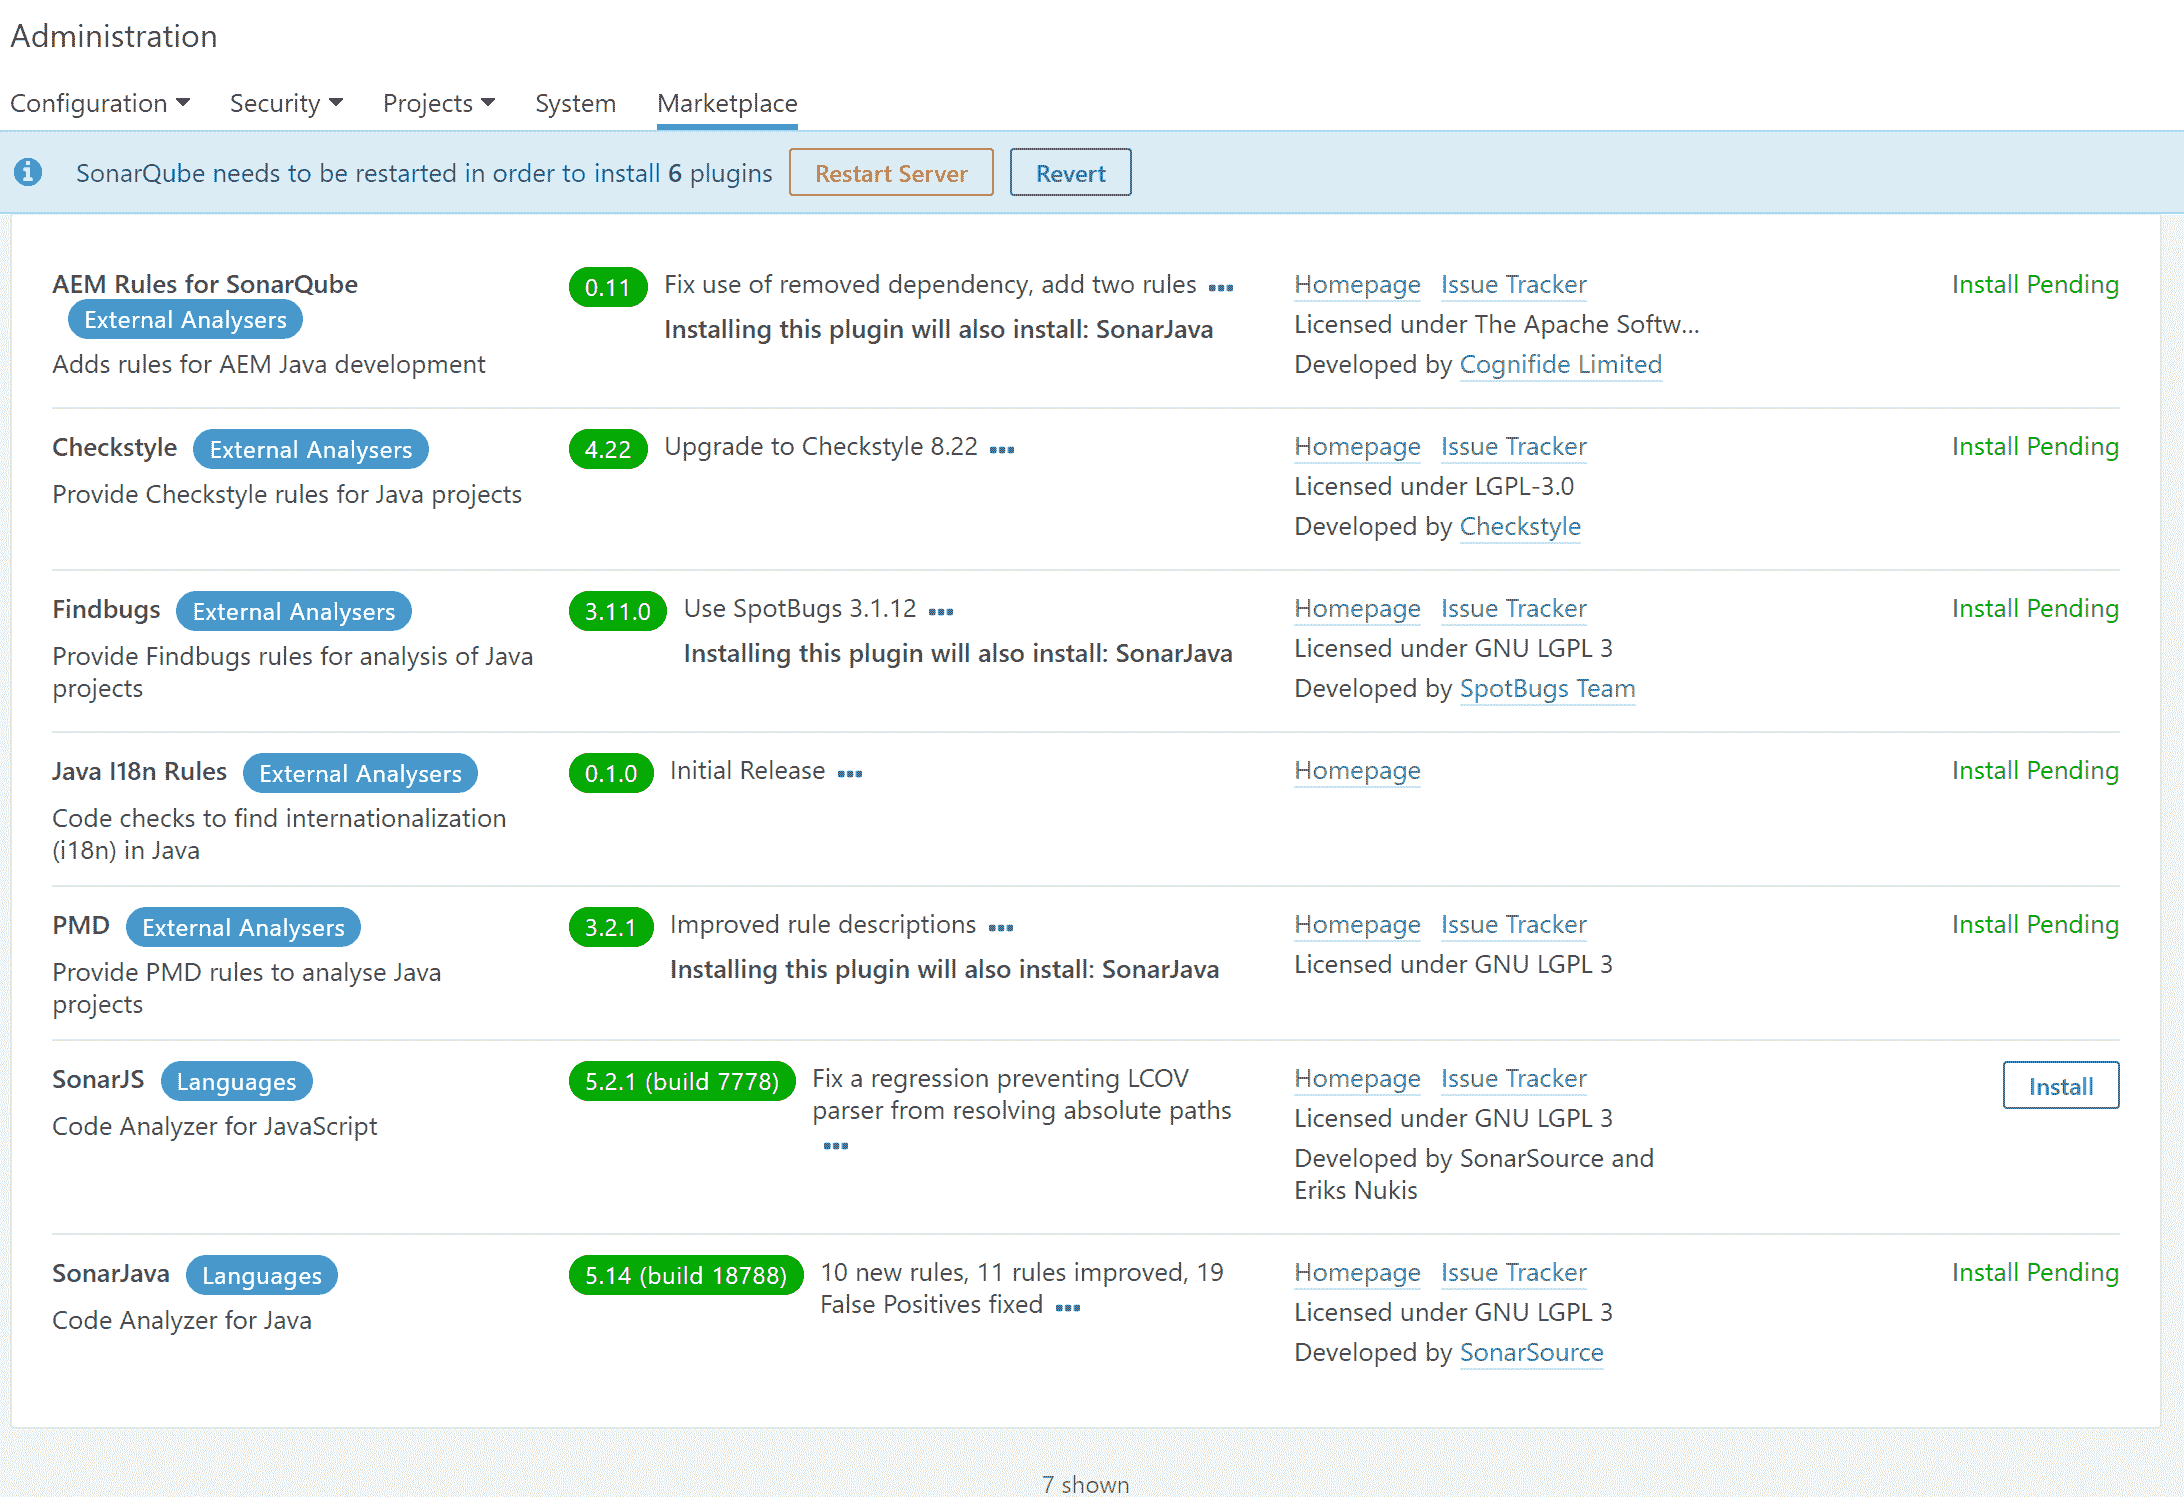 Administration
Configuration Security Projects System Marketplace
SonarQube needs to be restarted in order to install 6 plugins Restart Server Revert
AEM Rules for SonarQube
External Analysers
Adds rules for AEM Java development
0.11 Fix use of removed dependency, add two rules
Installing this plugin will also install: SonarJava
Homepage Issue Tracker
Licensed under The Apache Softw...
Developed by Cognifide Limited
Install Pending
Checkstyle External Analysers
Provide Checkstyle rules for Java projects
4.22 Upgrade to Checkstyle 8.22
Homepage Issue Tracker
Licensed under LGPL-3.0
Developed by Checkstyle
Install Pending
Findbugs External Analysers
Provide Findbugs rules for analysis of Java
projects
3.11.0 Use SpotBugs 3.1.12
Installing this plugin will also install: SonarJava
Homepage Issue Tracker
Licensed under GNU LGPL 3
Developed by SpotBugs Team
Install Pending
Java I18n Rules External Analysers
Code checks to find internationalization
(i18n) in Java
0.1.0 Initial Release
Homepage
Install Pending
PMD External Analysers
Provide PMD rules to analyse Java
projects
3.2.1 Improved rule descriptions
Installing this plugin will also install: SonarJava
Homepage Issue Tracker
Licensed under GNU LGPL 3
Install Pending
SonarJS Languages
Code Analyzer for JavaScript
5.2.1 (build 7778) Fix a regression preventing LCOV
parser from resolving absolute paths
Homepage Issue Tracker
Licensed under GNU LGPL 3
Developed by SonarSource and
Eriks Nukis
Install
SonarJava Languages
Code Analyzer for Java
5.14 (build 18788) 10 new rules, 11 rules improved, 19
False Positives fixed
Homepage Issue Tracker
Licensed under GNU LGPL 3
Developed by SonarSource
Install Pending
7 shown